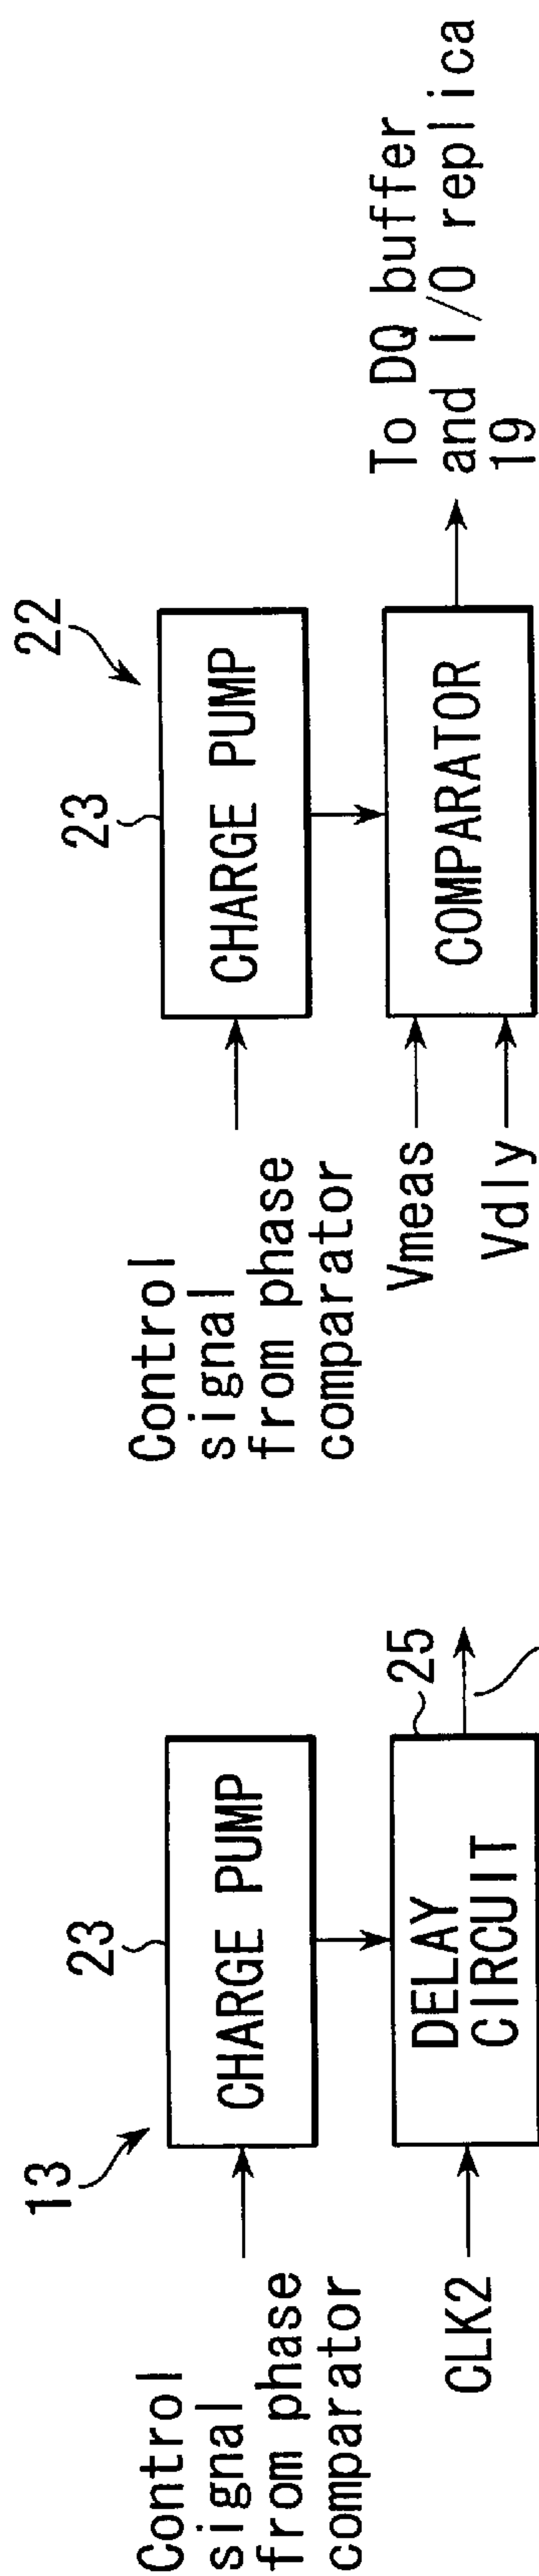 13
23
Control
signal
from phase
comparator
CHARGE PUMP
CLK2
DELAY
CIRCUIT
25
22
23
Control
signal
from phase
comparator
CHARGE PUMP
Vmeas
Vdly
COMPARATOR
To DQ buffer
and I/O replica
19